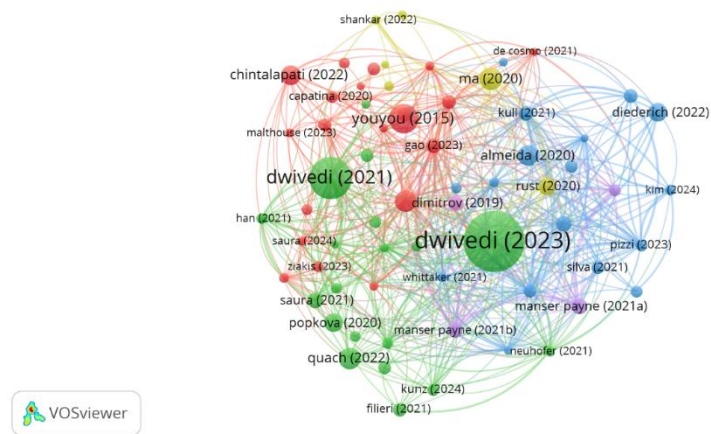 shankar (2022)
de cosmo (2021)
chintalapati (2022)
ma (2020)
capatina (2020)
diederich (2022)
youyou (2015)
kull (2021)
malthouse (2023)
gao (2023)
almeida (2020)
dwivedi (2021)
rust (2020)
kim (2024)
dimitrov (2019)
han (2021)
dwivedi (2023)
saura (2024)
pizzi (2023)
ziakis (2023)
silva (2021)
whittaker (2021)
saura (2021)
manser payne (2021a)
popkova (2020)
manser payne (2021b)
quach (2022)
neuhofer (2021)
kunz (2024)
filieri (2021)
VOSviewer